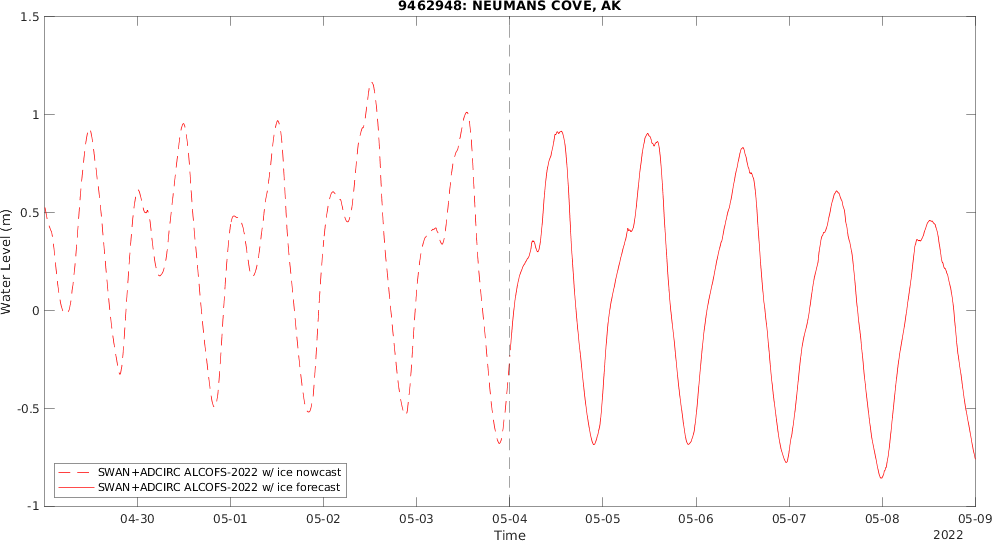 9462948: NEUMANS COVE, AK
1.5
1
0.5
0
-0.5
-1
Water Level (m)
SWAN+ADCIRC ALCOFS-2022 w/ ice nowcast
SWAN+ADCIRC ALCOFS-2022 w/ ice forecast
04-30 05-01 05-02 05-03 05-04 05-05 05-06 05-07 05-08 05-09
Time
2022